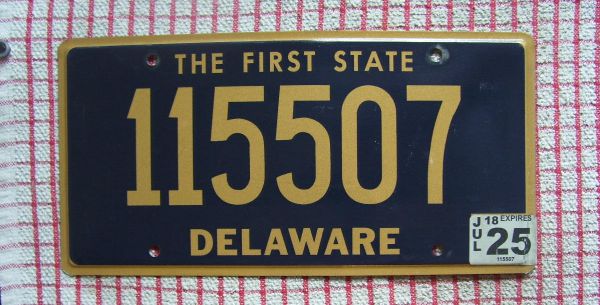 THE FIRST STATE
115507
DELAWARE
JUL 18 EXPIRES
25
115507